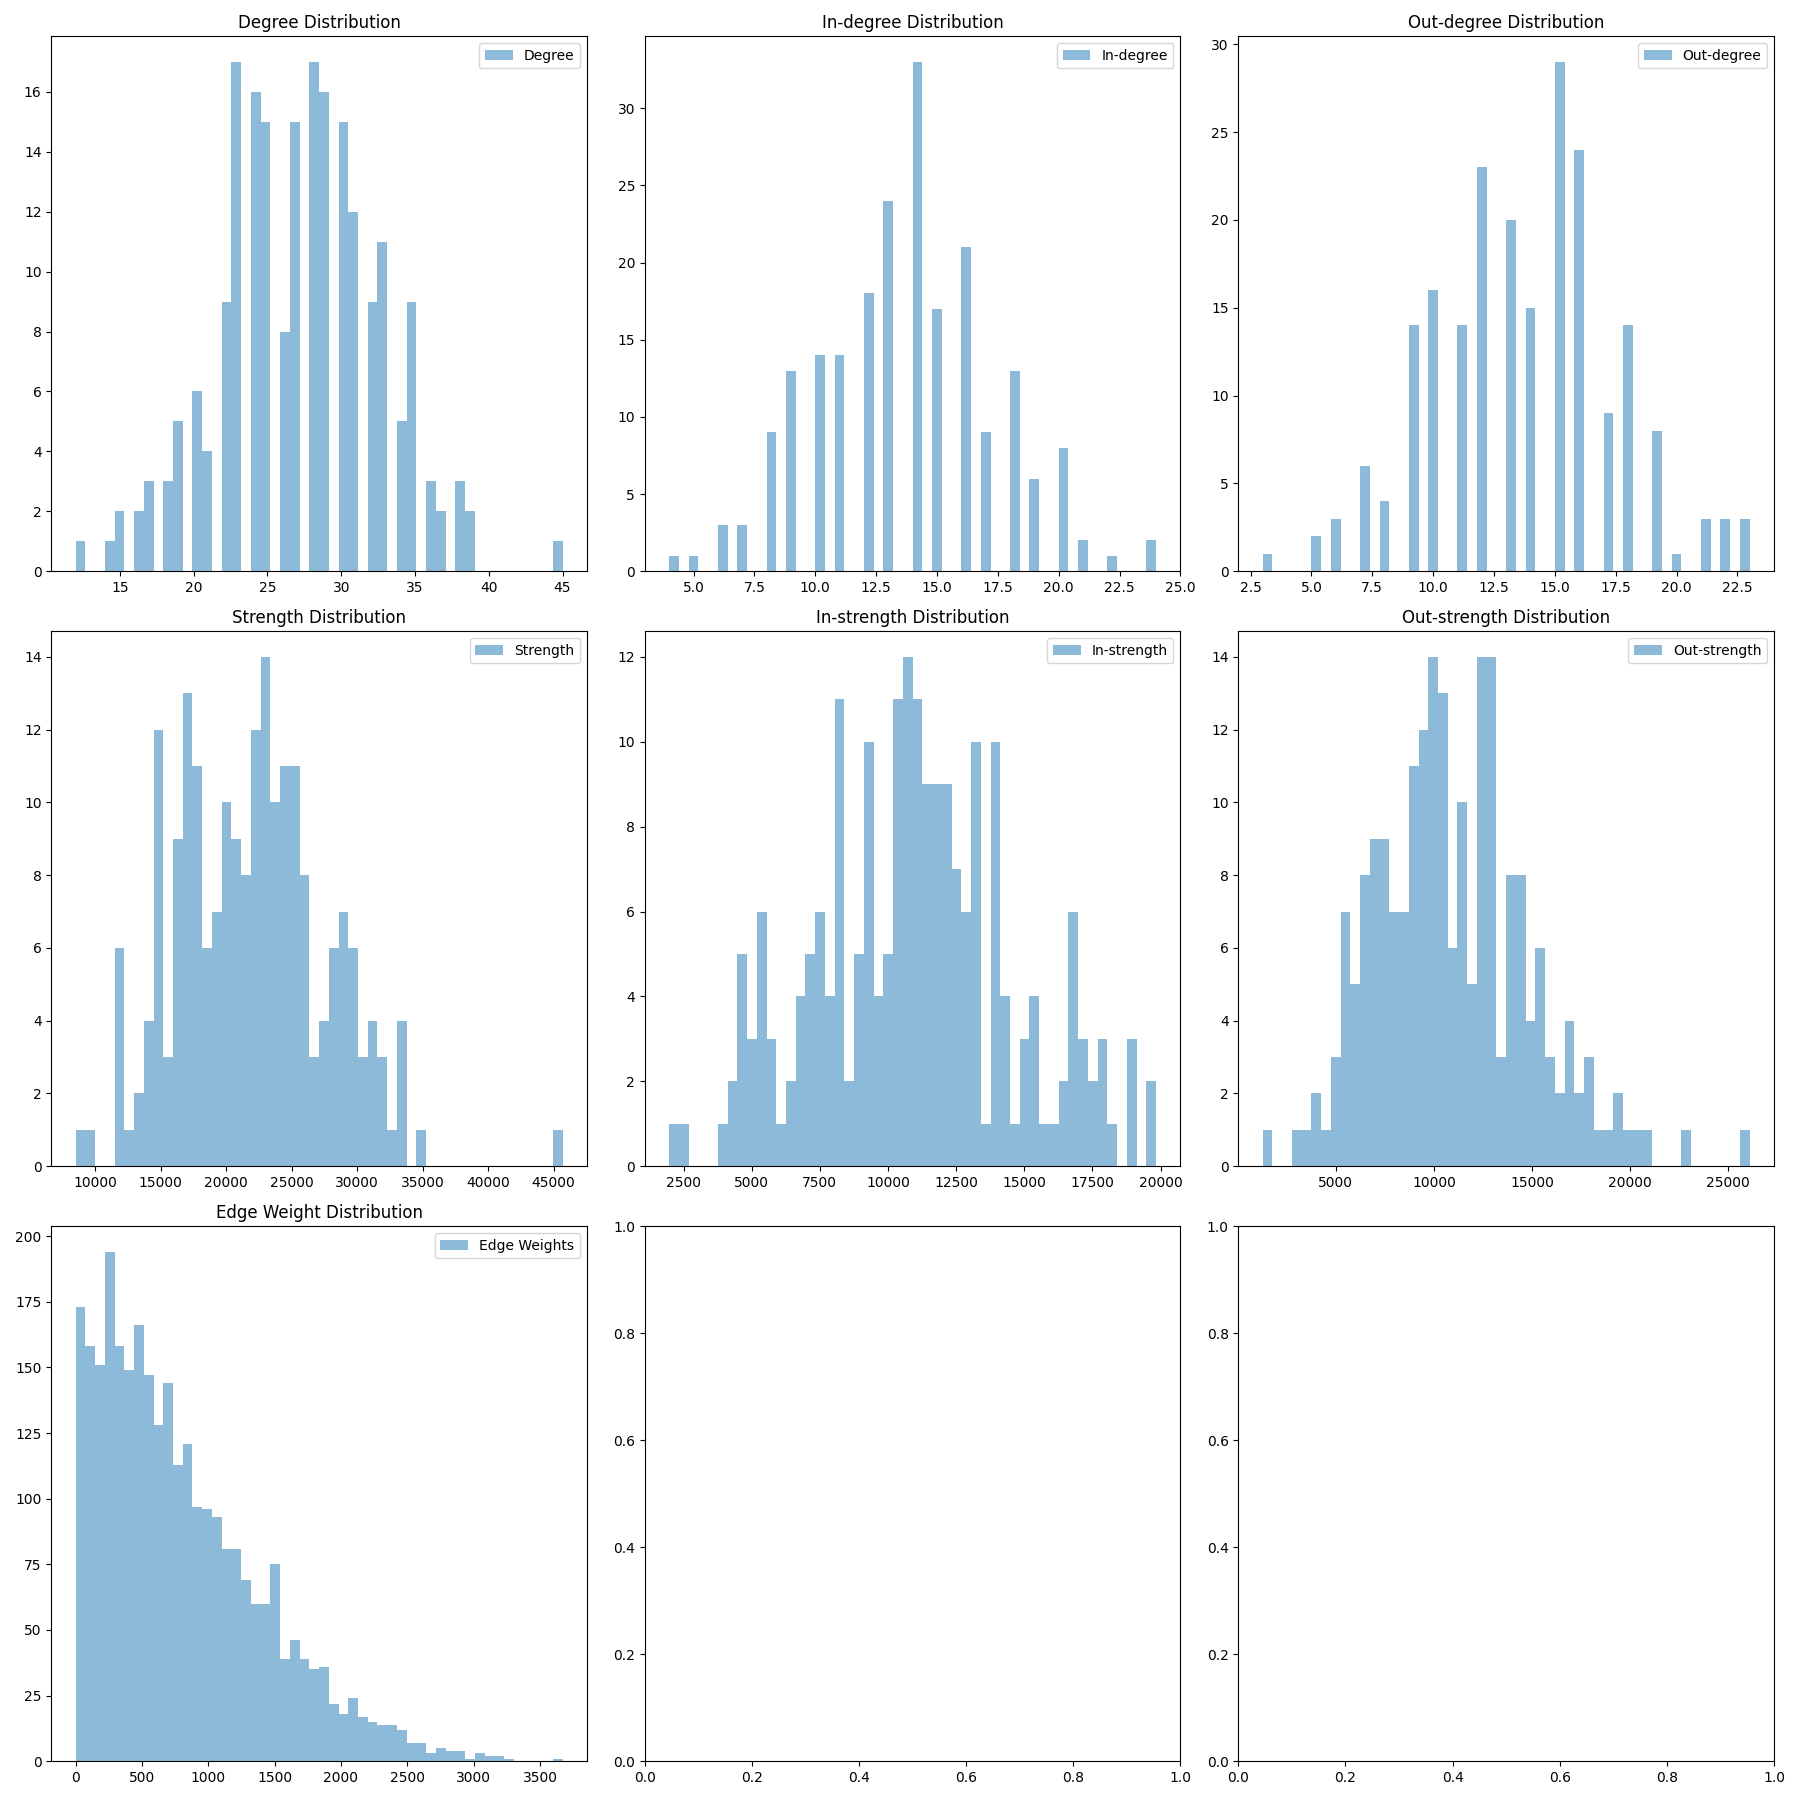 Degree Distribution
Degree
16
14
12
10
8
6
4
2
0
15 20 25 30 35 40 45
In-degree Distribution
In-degree
30
25
20
15
10
5
0
5.0 7.5 10.0 12.5 15.0 17.5 20.0 22.5 25.0
Out-degree Distribution
Out-degree
30
25
20
15
10
5
0
2.5 5.0 7.5 10.0 12.5 15.0 17.5 20.0 22.5
Strength Distribution
Strength
14
12
10
8
6
4
2
0
10000 15000 20000 25000 30000 35000 40000 45000
In-strength Distribution
In-strength
12
10
8
6
4
2
0
2500 5000 7500 10000 12500 15000 17500 20000
Out-strength Distribution
Out-strength
14
12
10
8
6
4
2
0
5000 10000 15000 20000 25000
Edge Weight Distribution
Edge Weights
200
175
150
125
100
75
50
25
0
0 500 1000 1500 2000 2500 3000 3500
1.0
0.8
0.6
0.4
0.2
0.0
0.0 0.2 0.4 0.6 0.8 1.0
1.0
0.8
0.6
0.4
0.2
0.0
0.0 0.2 0.4 0.6 0.8 1.0